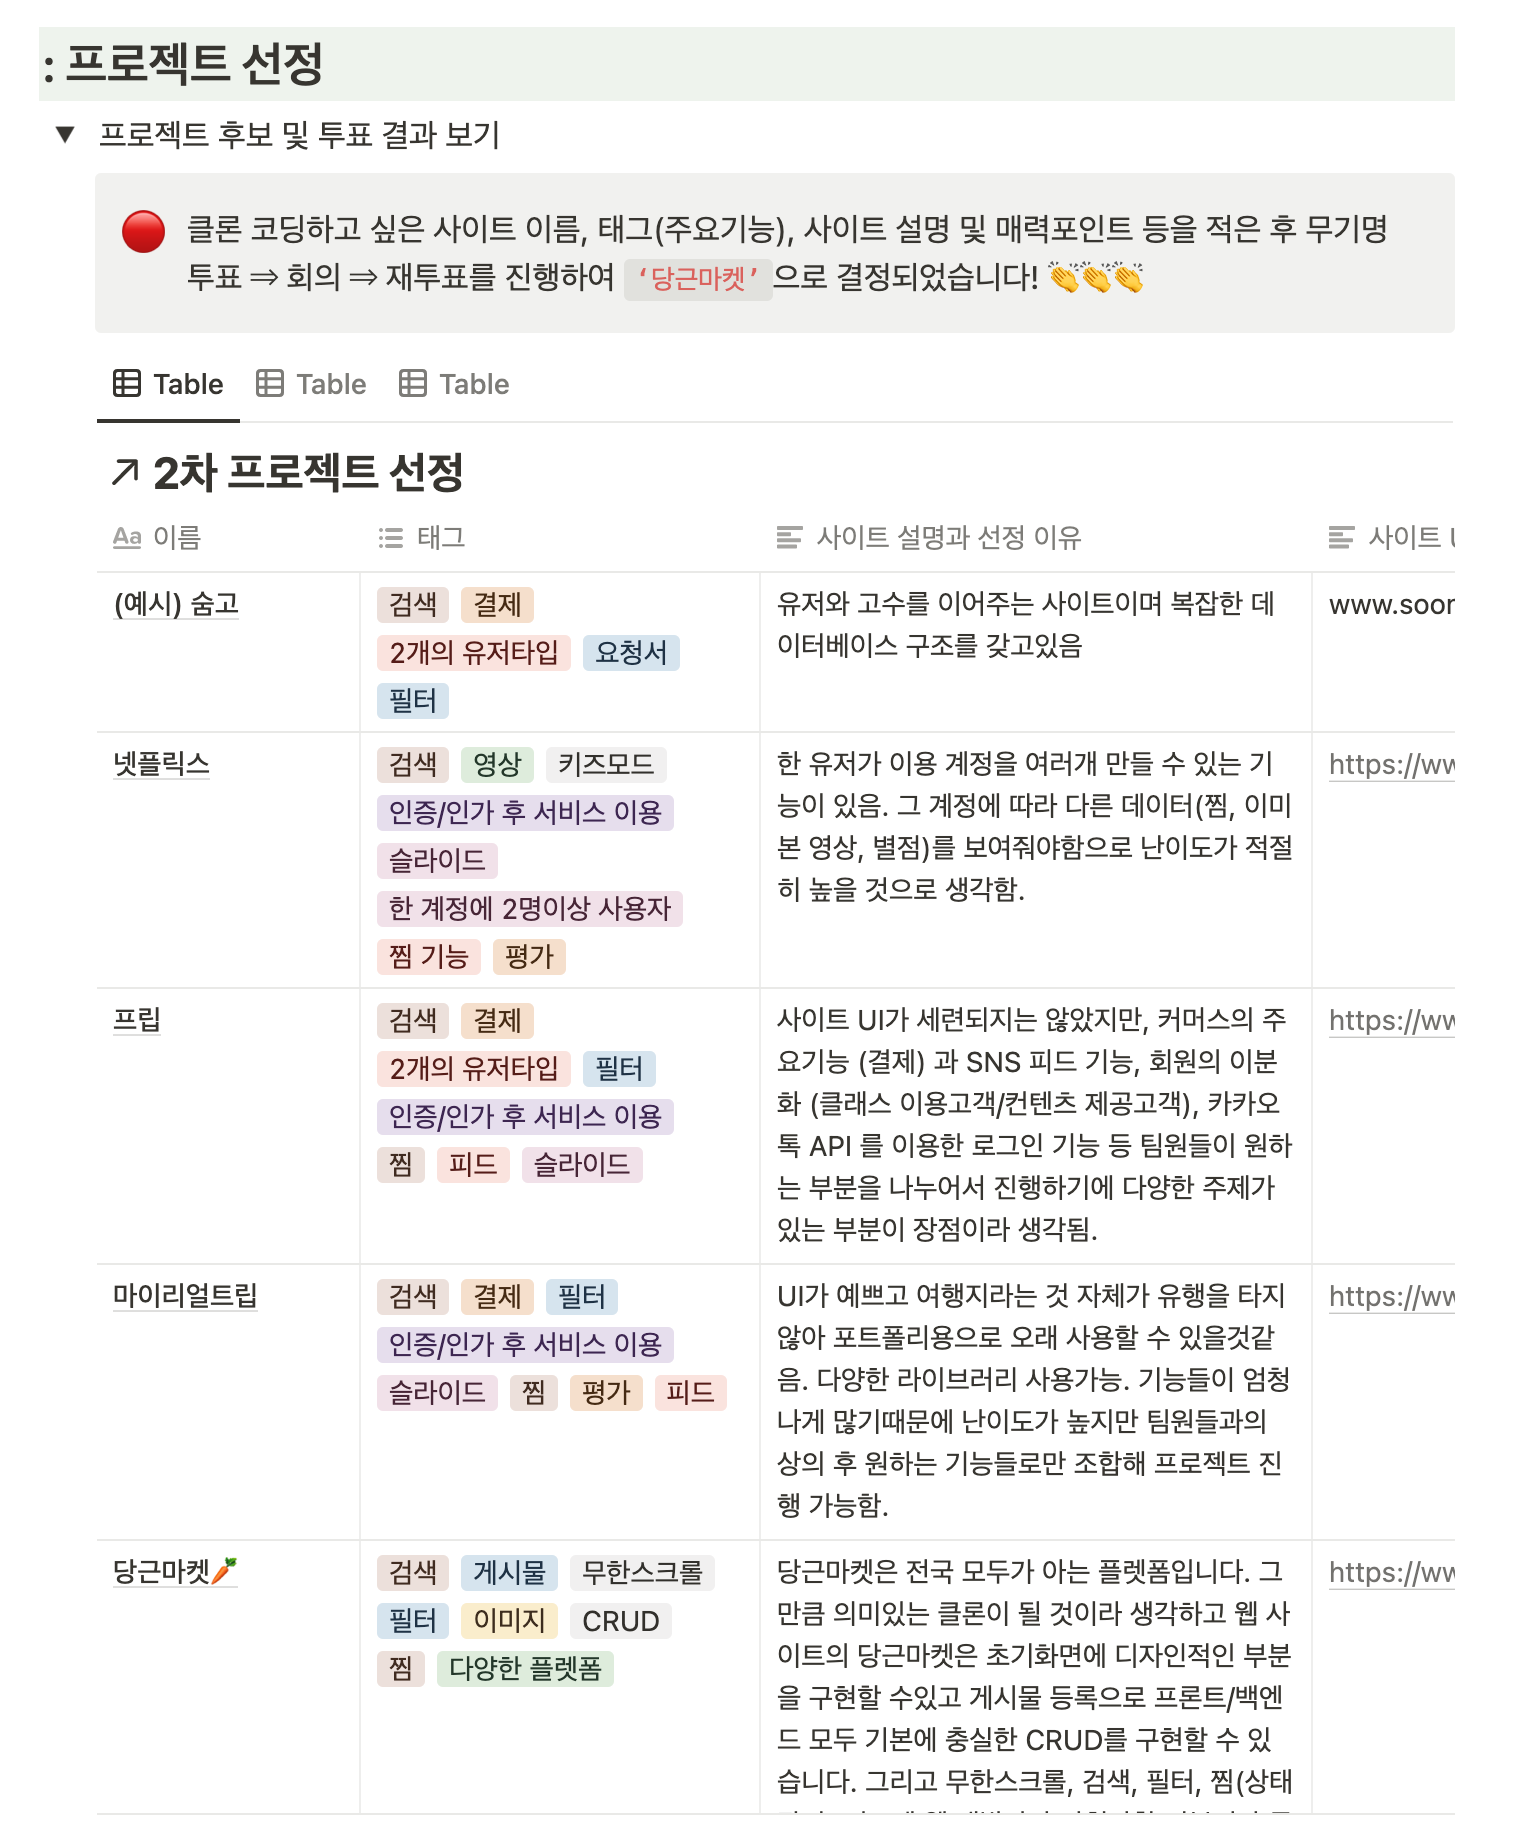 : 프로젝트 선정
프로젝트 후보 및 투표 결과 보기
클론 코딩하고 싶은 사이트 이름, 태그(주요기능), 사이트 설명 및 매력포인트 등을 적은 후 무기명
투표 ⇒ 회의 ⇒ 재투표를 진행하여 ‘당근마켓’ 으로 결정되었습니다! 👏👏👏
Table Table Table
↗ 2차 프로젝트 선정
Aa 이름 태그 사이트 설명과 선정 이유 사이트
(예시) 숨고
검색 결제
2개의 유저타입 요청서
필터
유저와 고수를 이어주는 사이트이며 복잡한 데
이터베이스 구조를 갖고있음
www.soor
넷플릭스
검색 영상 키즈모드
인증/인가 후 서비스 이용
슬라이드
한 계정에 2명이상 사용자
찜 기능 평가
한 유저가 이용 계정을 여러개 만들 수 있는 기
능이 있음. 그 계정에 따라 다른 데이터(찜, 이미
본 영상, 별점)를 보여줘야함으로 난이도가 적절
히 높을 것으로 생각함.
https://ww
프립
검색 결제
2개의 유저타입 필터
인증/인가 후 서비스 이용
찜 피드 슬라이드
사이트 UI가 세련되지는 않았지만, 커머스의 주
요기능 (결제) 과 SNS 피드 기능, 회원의 이분
화 (클래스 이용고객/컨텐츠 제공고객), 카카오
톡 API 를 이용한 로그인 기능 등 팀원들이 원하
는 부분을 나누어서 진행하기에 다양한 주제가
있는 부분이 장점이라 생각됨.
https://ww
마이리얼트립
검색 결제 필터
인증/인가 후 서비스 이용
슬라이드 찜 평가 피드
UI가 예쁘고 여행지라는 것 자체가 유행을 타지
않아 포트폴리용으로 오래 사용할 수 있을것같
음. 다양한 라이브러리 사용가능. 기능들이 엄청
나게 많기때문에 난이도가 높지만 팀원들과의
상의 후 원하는 기능들로만 조합해 프로젝트 진
행 가능함.
https://ww
당근마켓🥕
검색 게시물 무한스크롤
필터 이미지 CRUD
찜 다양한 플렛폼
당근마켓은 전국 모두가 아는 플렛폼입니다. 그
만큼 의미있는 클론이 될 것이라 생각하고 웹 사
이트의 당근마켓은 초기화면에 디자인적인 부분
을 구현할 수있고 게시물 등록으로 프론트/백엔
드 모두 기본에 충실한 CRUD를 구현할 수 있
습니다. 그리고 무한스크롤, 검색, 필터, 찜(상태
https://ww